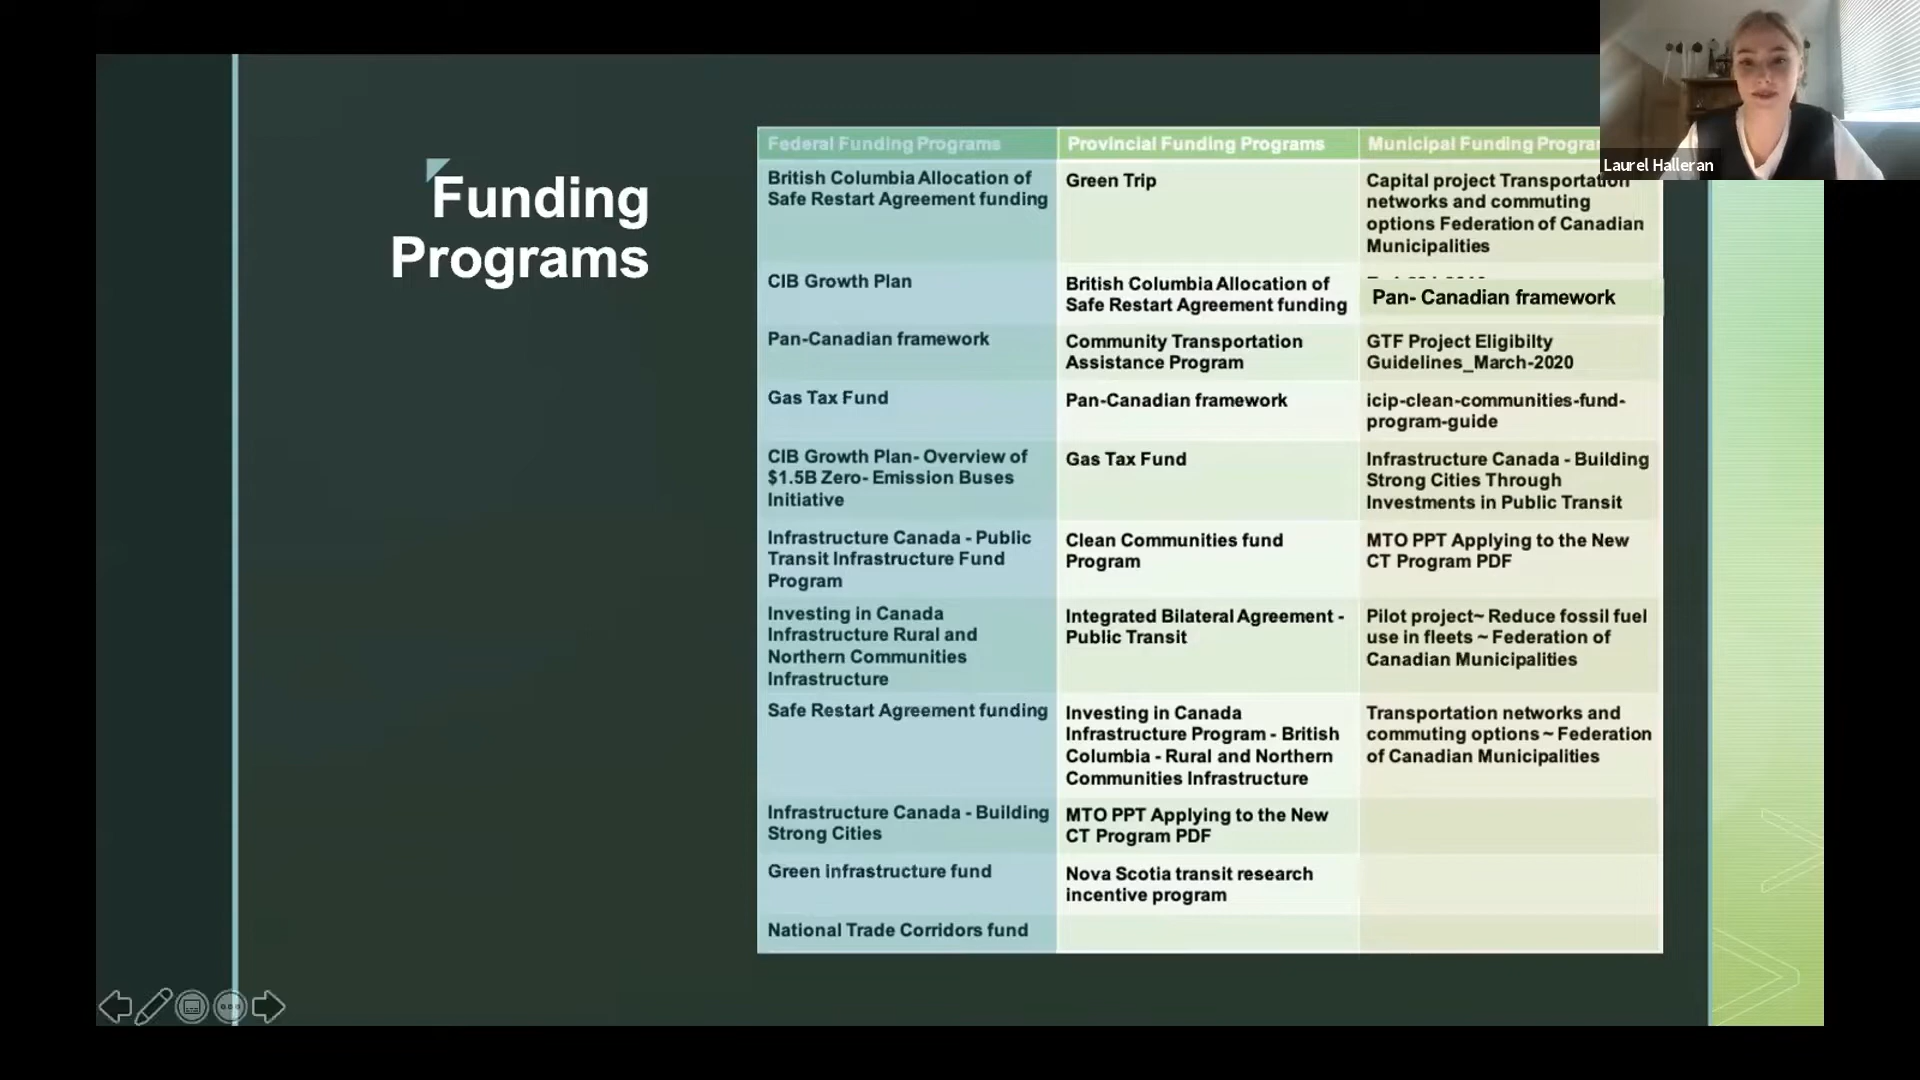 Funding
Programs
Federal Funding Programs
Provincial Funding Programs
Municipal Funding
British Columbia Allocation of
Safe Restart Agreement funding
Green Trip
Capital project Transportation
networks and commuting
options Federation of Canadian
Municipalities
CIB Growth Plan
British Columbia Allocation of
Safe Restart Agreement funding
Pan- Canadian framework
Pan-Canadian framework
Community Transportation
Assistance Program
GTF Project Eligibilty
Guidelines_March-2020
Gas Tax Fund
Pan-Canadian framework
icip-clean-communities-fund-
program-guide
CIB Growth Plan- Overview of
$1.5B Zero- Emission Buses
Initiative
Gas Tax Fund
Infrastructure Canada - Building
Strong Cities Through
Investments in Public Transit
Infrastructure Canada - Public
Transit Infrastructure Fund
Program
Clean Communities fund
Program
MTO PPT Applying to the New
CT Program PDF
Investing in Canada
Infrastructure Rural and
Northern Communities
Infrastructure
Integrated Bilateral Agreement -
Public Transit
Pilot project~ Reduce fossil fuel
use in fleets ~ Federation of
Canadian Municipalities
Safe Restart Agreement funding
Investing in Canada
Infrastructure Program - British
Columbia - Rural and Northern
Communities Infrastructure
Transportation networks and
commuting options ~ Federation
of Canadian Municipalities
Infrastructure Canada - Building
Strong Cities
MTO PPT Applying to the New
CT Program PDF
Green infrastructure fund
Nova Scotia transit research
incentive program
National Trade Corridors fund
Laurel Halleran